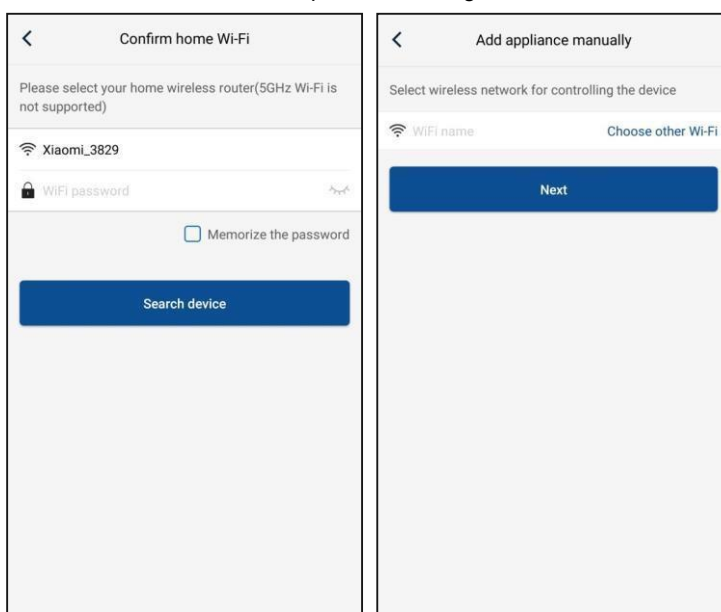 Confirm home Wi-Fi
Please select your home wireless router(5GHz Wi-Fi is
not supported)
Xiaomi_3829
WiFi password
Memorize the password
Search device
Add appliance manually
Select wireless network for controlling the device
WiFi name
Choose other Wi-Fi
Next